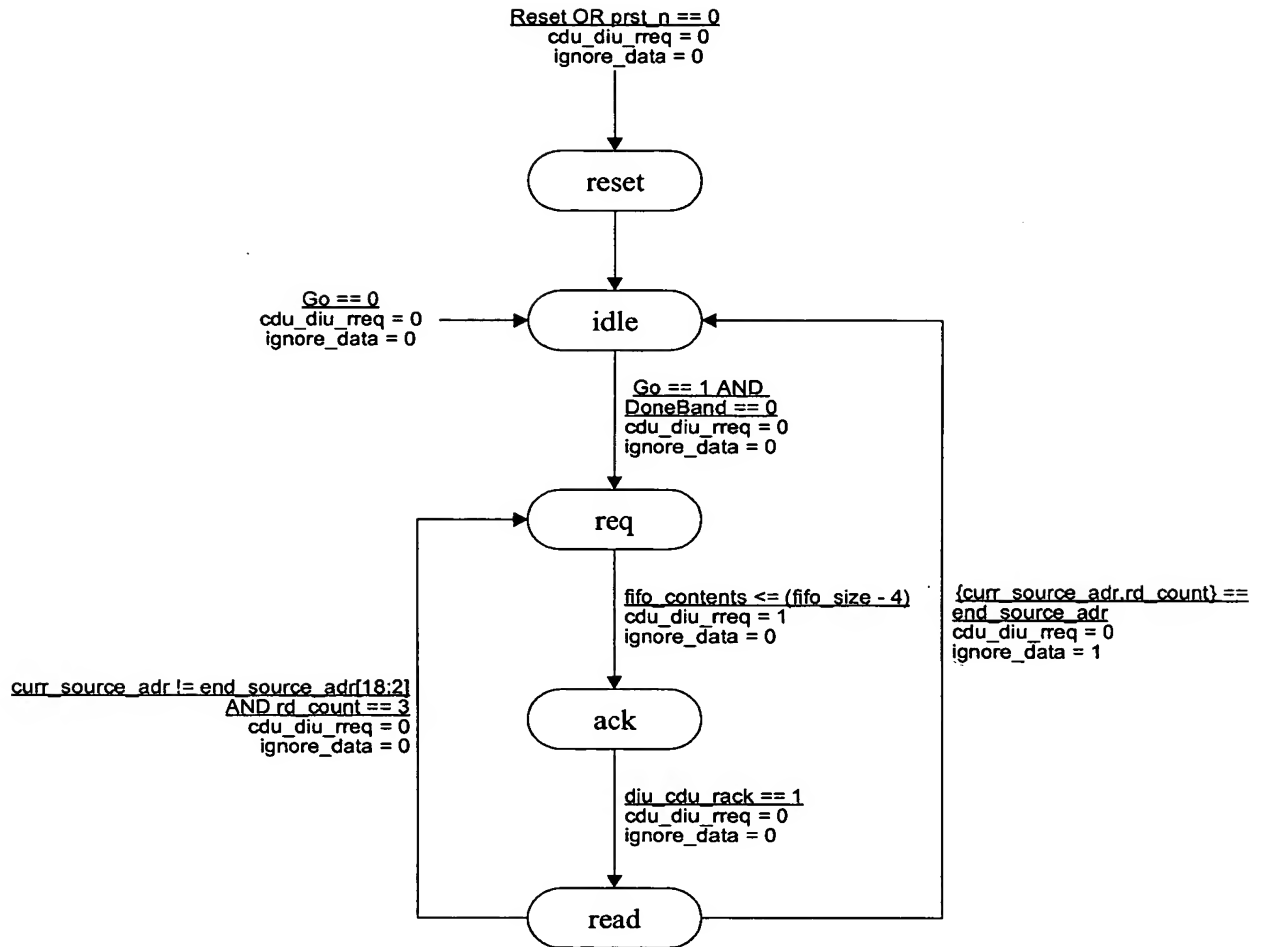 Reset OR prst_n == 0
cdu_diu_rreq = 0
ignore_data = 0
reset
Go == 0
cdu_diu_rreq = 0
ignore_data = 0
idle
Go == 1 AND
DoneBand == 0
cdu_diu_rreq = 0
ignore_data = 0
req
fifo_contents <= (fifo_size - 4)
cdu_diu_rreq = 1
ignore_data = 0
{curr_source_adr,rd_count} ==
end_source_adr
cdu_diu_rreq = 0
ignore_data = 1
curr_source_adr != end_source_adr[18:2]
AND rd_count == 3
cdu_diu_rreq = 0
ignore_data = 0
ack
diu_cdu_rack == 1
cdu_diu_rreq = 0
ignore_data = 0
read